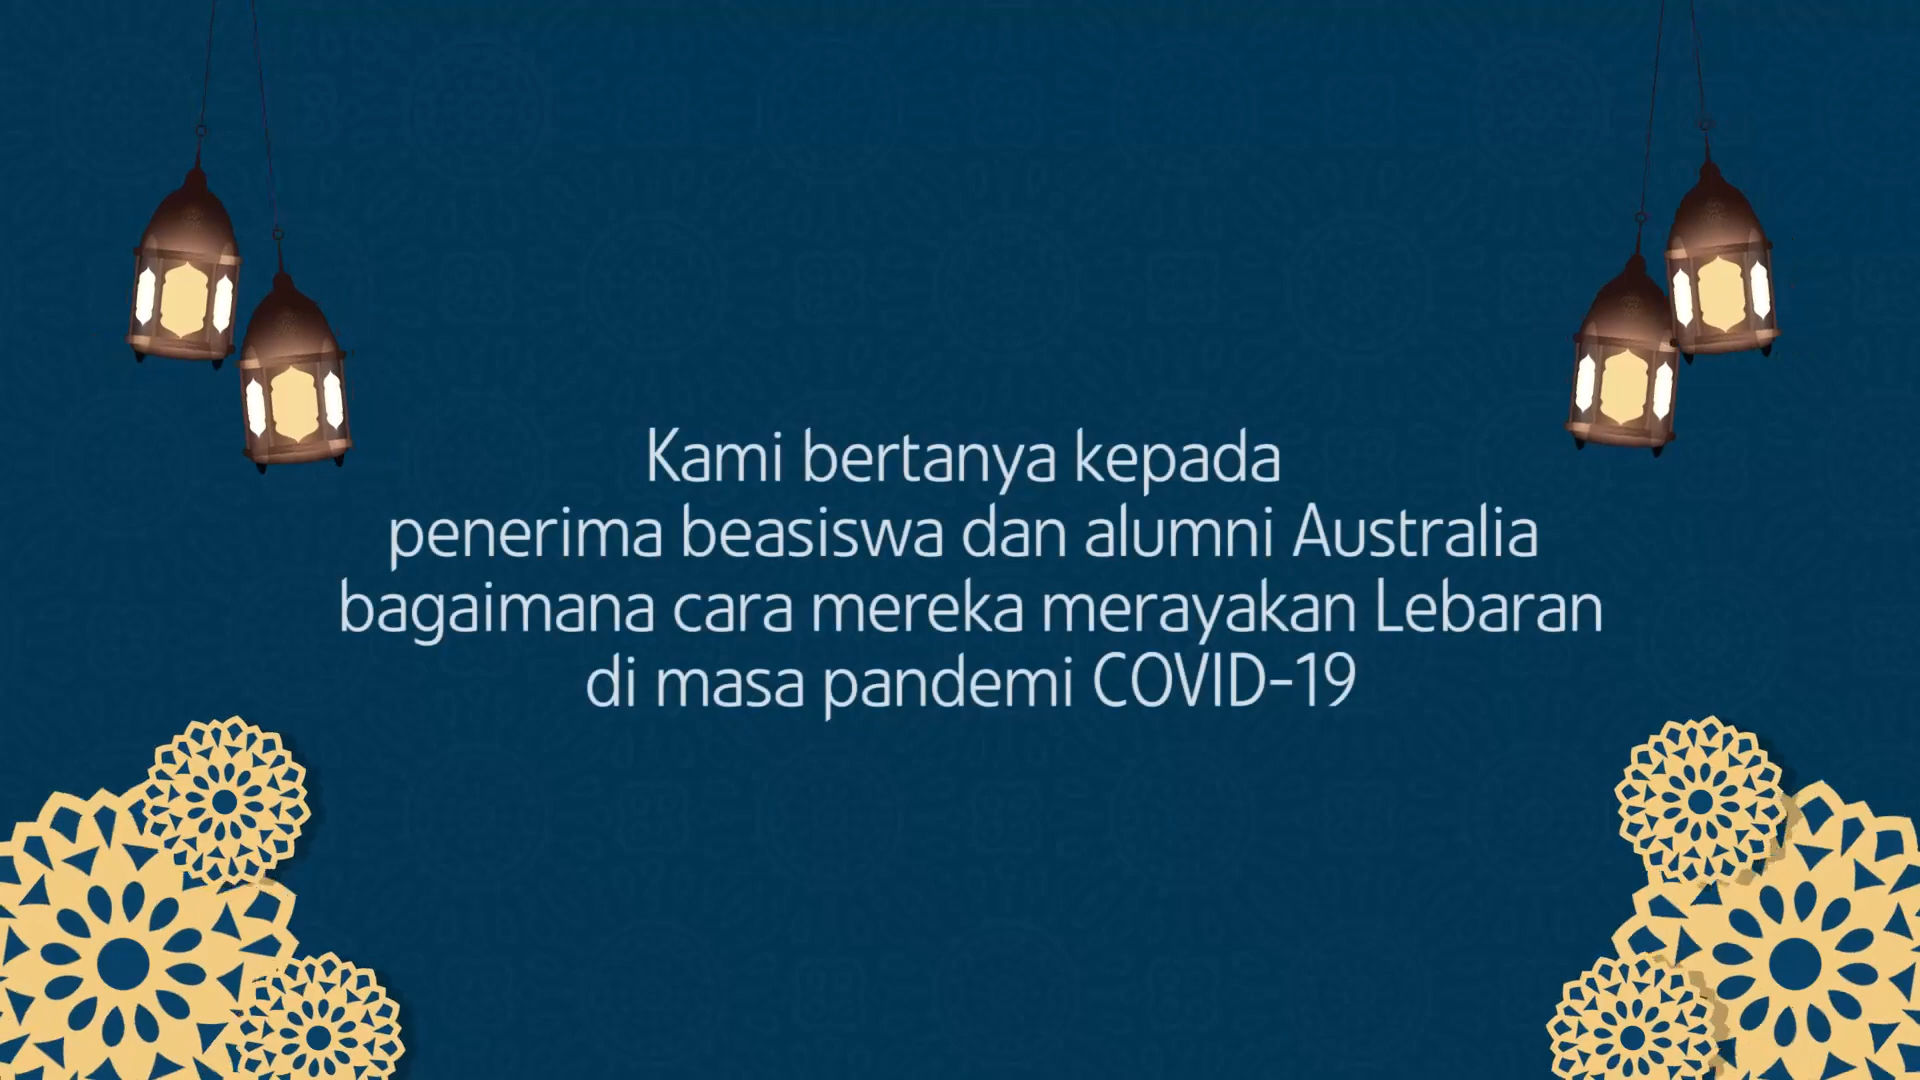 Kami bertanya kepada
penerima beasiswa dan alumni Australia
bagaimana cara mereka merayakan Lebaran
di masa pandemi COVID-19